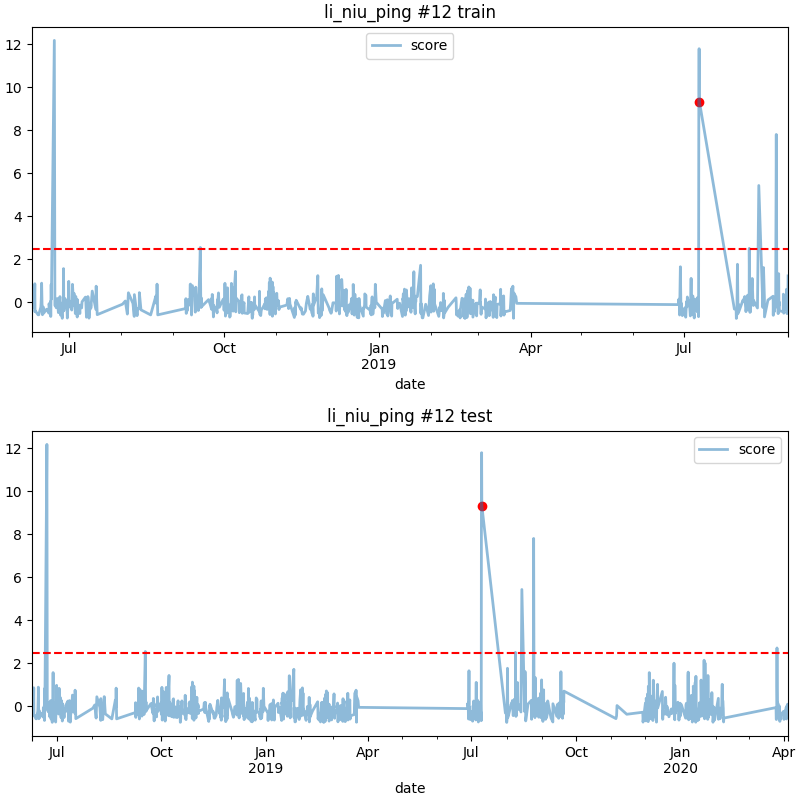 li_niu_ping #12 train
score
12
10
8
6
4
2
0
Jul
Oct
Jan
2019
Apr
Jul
date
li_niu_ping #12 test
score
12
10
8
6
4
2
0
Jul
Oct
Jan
2019
Apr
Jul
Oct
Jan
2020
Apr
date